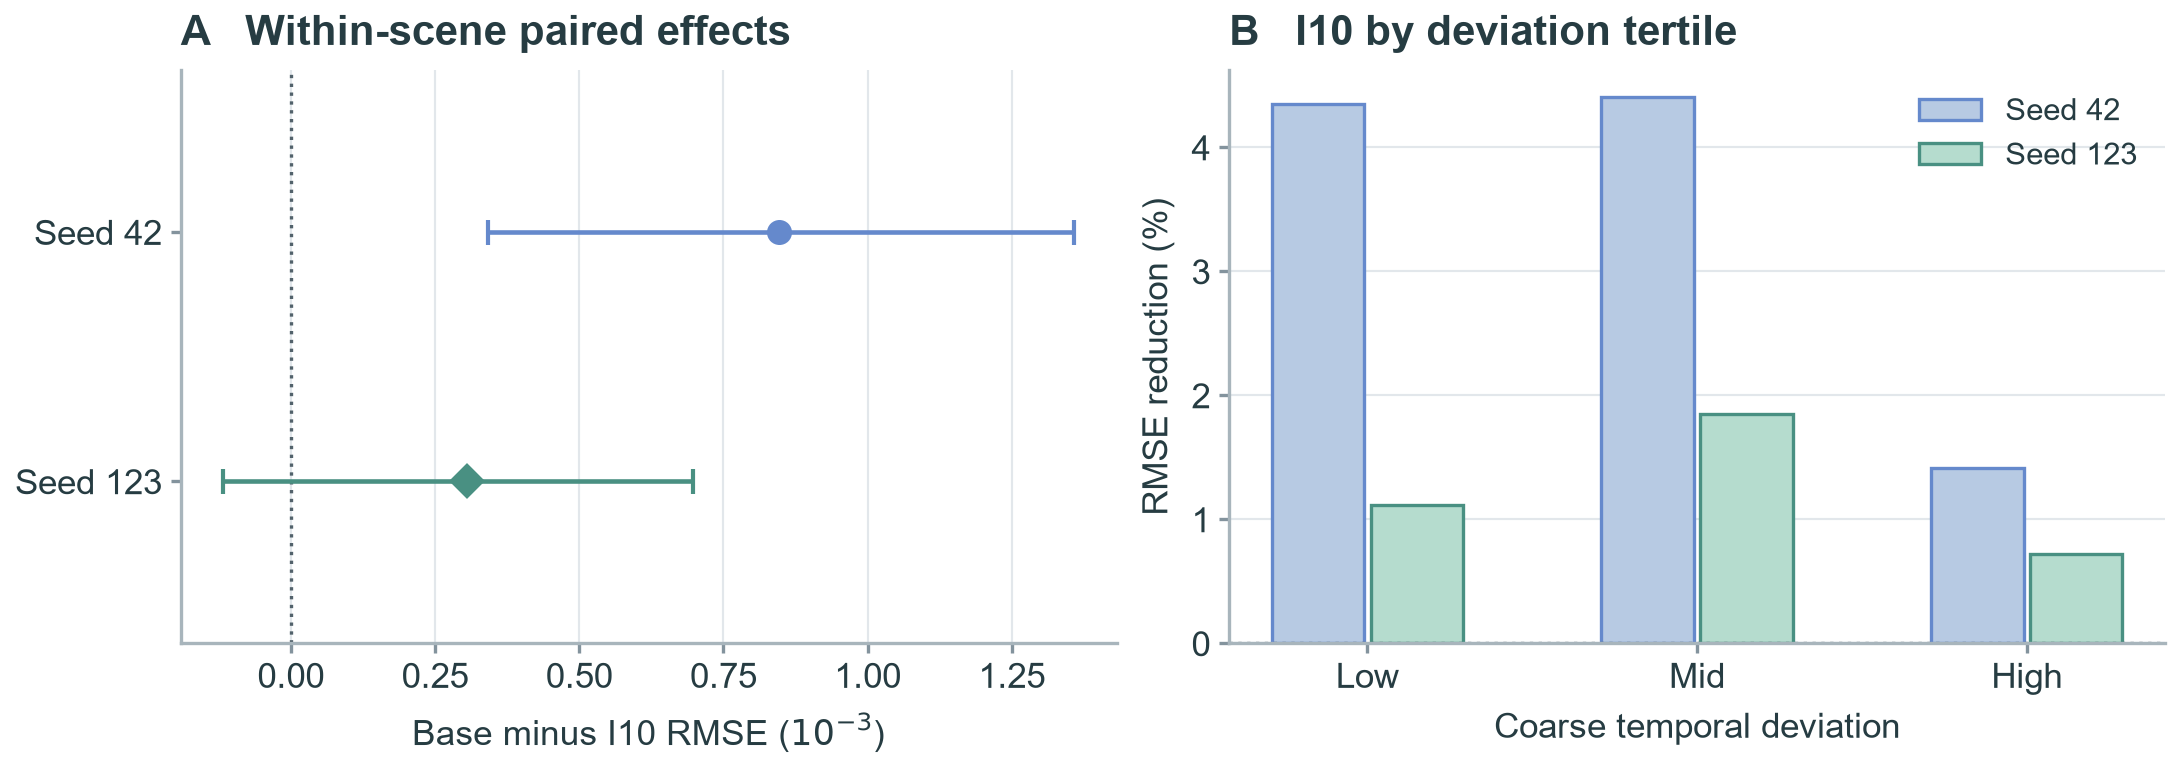 A Within-scene paired effects
Seed 42
Seed 123
0.00 0.25 0.50 0.75 1.00 1.25
Base minus I10 RMSE (10⁻³)
B I10 by deviation tertile
Seed 42
Seed 123
RMSE reduction (%)
4
3
2
1
0
Low Mid High
Coarse temporal deviation